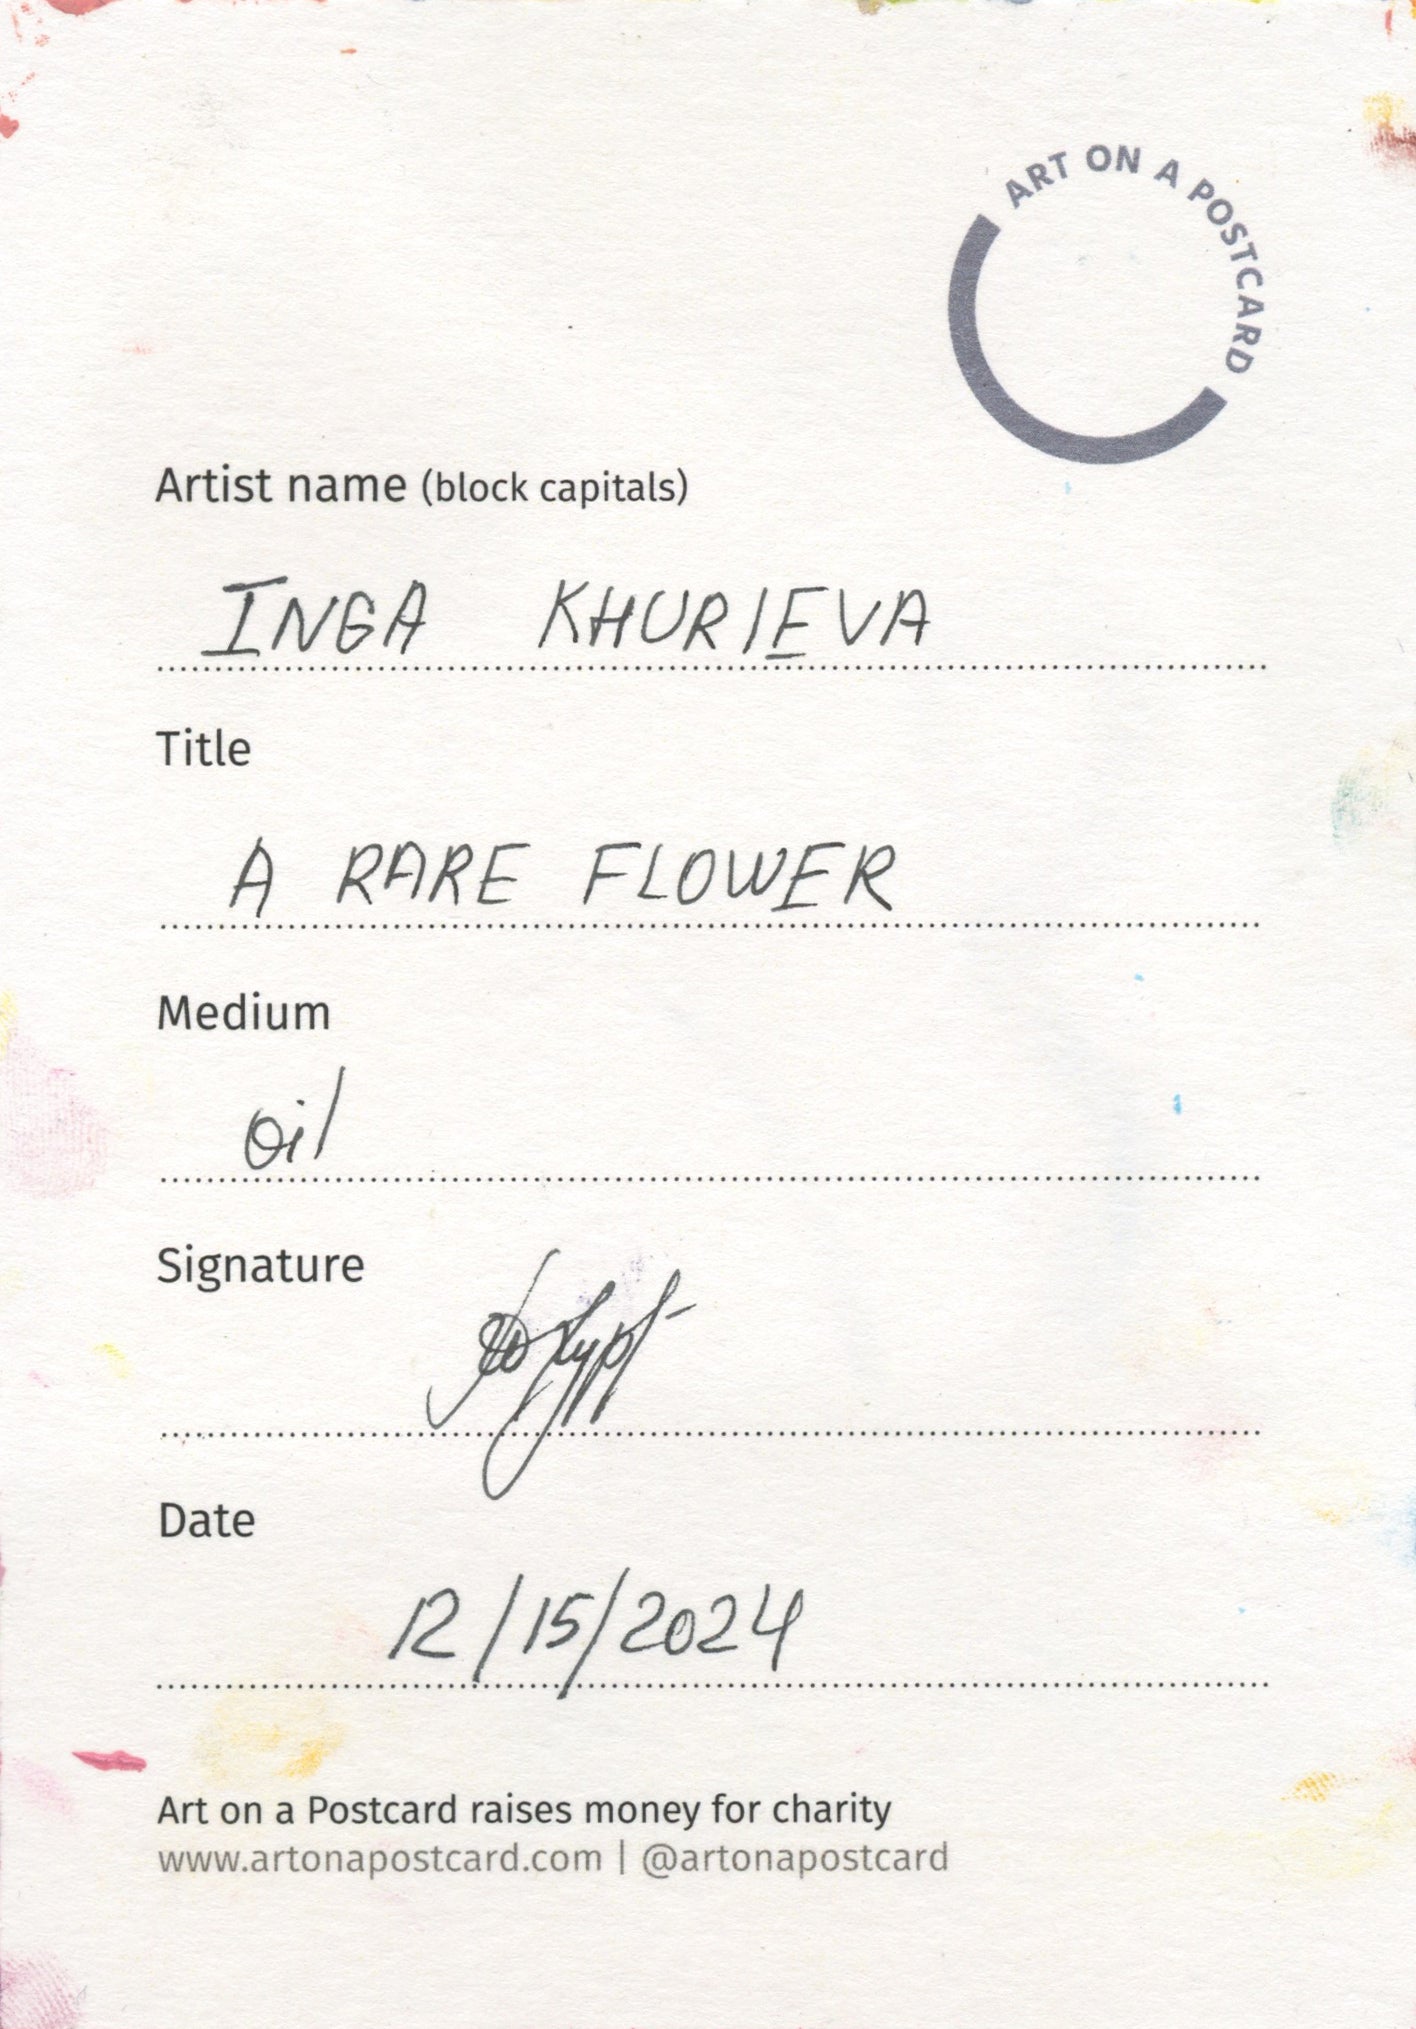 ART ON A POSTCARD
Artist name (block capitals)
INGA KHURIEVA
Title
A RARE FLOWER
Medium
Oil
Signature
Date
12/15/2024
Art on a Postcard raises money for charity
www.artonapostcard.com | @artonapostcard